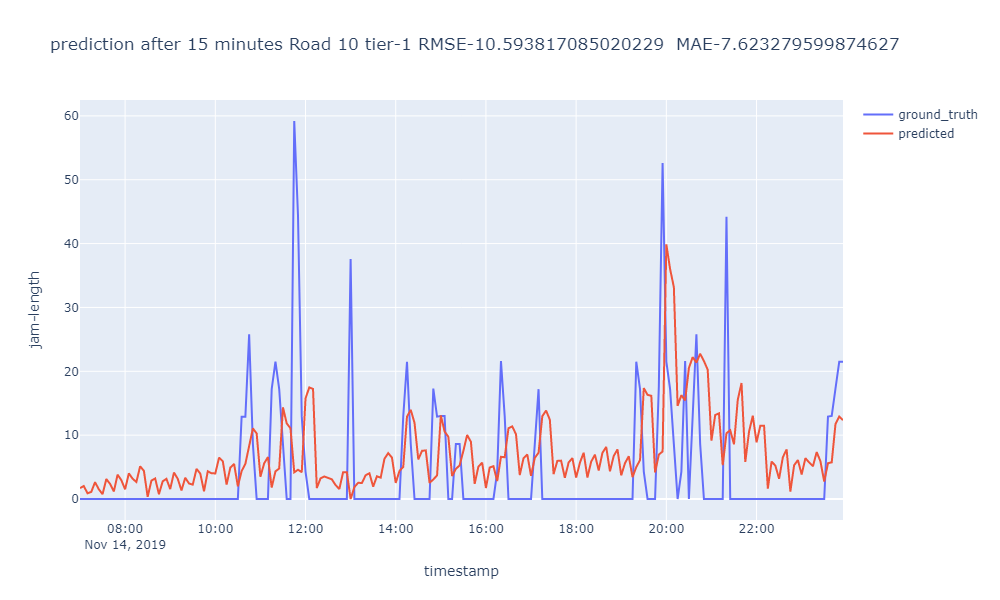 prediction after 15 minutes Road 10 tier-1 RMSE-10.593817085020229  MAE-7.623279599874627
ground_truth
predicted
60
50
40
30
20
10
0
jam-length
08:00 10:00 12:00 14:00 16:00 18:00 20:00 22:00
Nov 14, 2019
timestamp